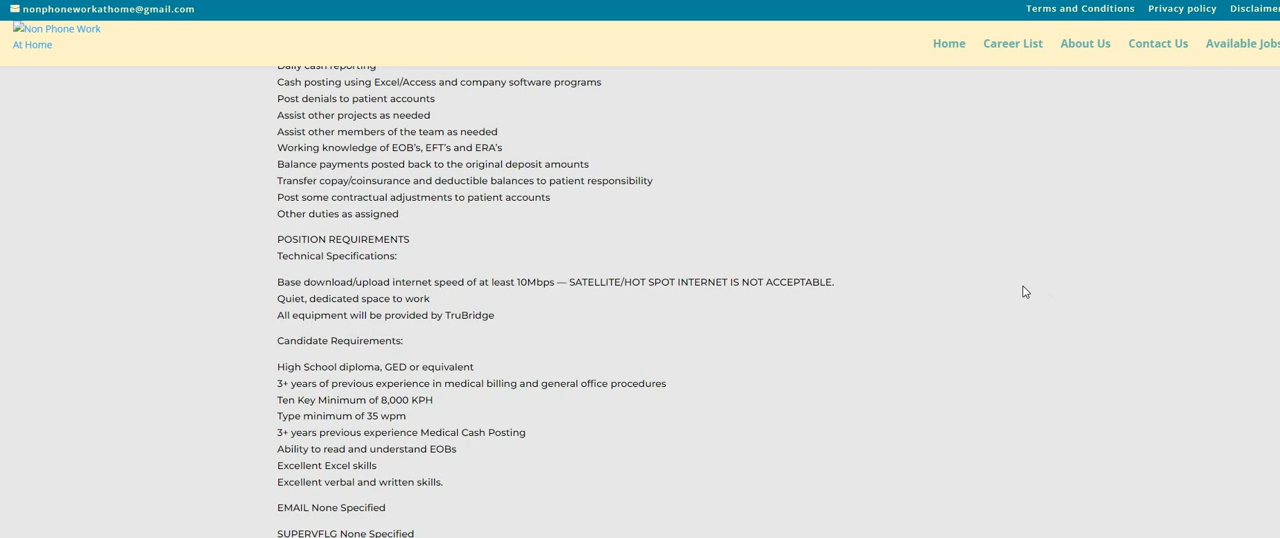 nonphoneworkathome@gmail.com
Terms and Conditions Privacy policy Disclaimer
Non Phone Work
At Home
Home Career List About Us Contact Us Available Jobs
Daily cash reporting
Cash posting using Excel/Access and company software programs
Post denials to patient accounts
Assist other projects as needed
Assist other members of the team as needed
Working knowledge of EOB’s, EFT’s and ERA’s
Balance payments posted back to the original deposit amounts
Transfer copay/coinsurance and deductible balances to patient responsibility
Post some contractual adjustments to patient accounts
Other duties as assigned
POSITION REQUIREMENTS
Technical Specifications:
Base download/upload internet speed of at least 10Mbps — SATELLITE/HOT SPOT INTERNET IS NOT ACCEPTABLE.
Quiet, dedicated space to work
All equipment will be provided by TruBridge
Candidate Requirements:
High School diploma, GED or equivalent
3+ years of previous experience in medical billing and general office procedures
Ten Key Minimum of 8,000 KPH
Type minimum of 35 wpm
3+ years previous experience Medical Cash Posting
Ability to read and understand EOBs
Excellent Excel skills
Excellent verbal and written skills.
EMAIL None Specified
SUPERVFLG None Specified